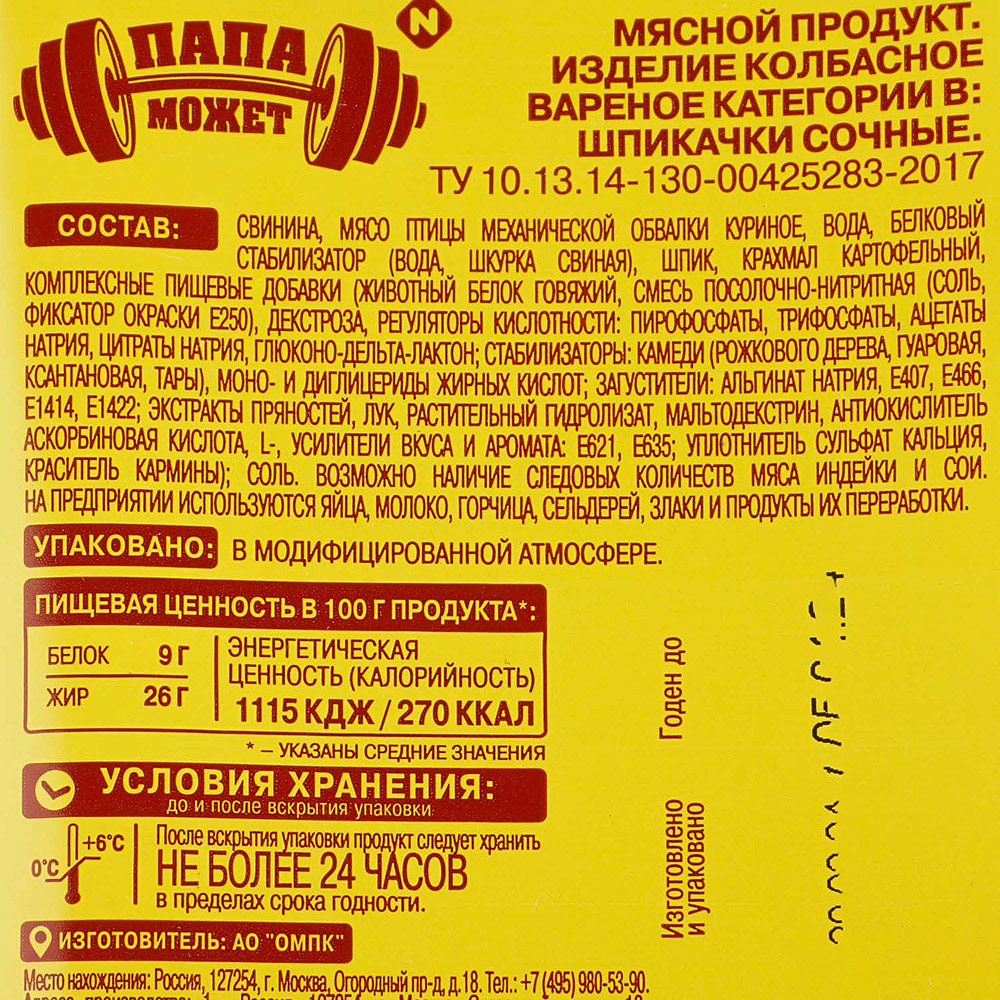 ПАПА
МОЖЕТ
N
МЯСНОЙ ПРОДУКТ.
ИЗДЕЛИЕ КОЛБАСНОЕ
ВАРЕНОЕ КАТЕГОРИИ В:
ШПИКАЧКИ СОЧНЫЕ.
ТУ 10.13.14-130-00425283-2017
СОСТАВ: СВИНИНА, МЯСО ПТИЦЫ МЕХАНИЧЕСКОЙ ОБВАЛКИ КУРИНОЕ, ВОДА, БЕЛКОВЫЙ
СТАБИЛИЗАТОР (ВОДА, ШКУРКА СВИНАЯ), ШПИК, КРАХМАЛ КАРТОФЕЛЬНЫЙ,
КОМПЛЕКСНЫЕ ПИЩЕВЫЕ ДОБАВКИ (ЖИВОТНЫЙ БЕЛОК ГОВЯЖИЙ, СМЕСЬ ПОСОЛОЧНО-НИТРИТНАЯ (СОЛЬ,
ФИКСАТОР ОКРАСКИ Е250), ДЕКСТРОЗА, РЕГУЛЯТОРЫ КИСЛОТНОСТИ: ПИРОФОСФАТЫ, ТРИФОСФАТЫ, АЦЕТАТЫ
НАТРИЯ, ЦИТРАТЫ НАТРИЯ, ГЛЮКОНО-ДЕЛЬТА-ЛАКТОН; СТАБИЛИЗАТОРЫ: КАМЕДИ (РОЖКОВОГО ДЕРЕВА, ГУАРОВАЯ,
КСАНТАНОВАЯ, ТАРЫ), МОНО- И ДИГЛИЦЕРИДЫ ЖИРНЫХ КИСЛОТ; ЗАГУСТИТЕЛИ: АЛЬГИНАТ НАТРИЯ, Е407, Е466,
Е1414, Е1422; ЭКСТРАКТЫ ПРЯНОСТЕЙ, ЛУК, РАСТИТЕЛЬНЫЙ ГИДРОЛИЗАТ, МАЛЬТОДЕКСТРИН, АНТИОКИСЛИТЕЛЬ
АСКОРБИНОВАЯ КИСЛОТА, L-, УСИЛИТЕЛИ ВКУСА И АРОМАТА: Е621, Е635; УПЛОТНИТЕЛЬ СУЛЬФАТ КАЛЬЦИЯ,
КРАСИТЕЛЬ КАРМИНЫ); СОЛЬ. ВОЗМОЖНО НАЛИЧИЕ СЛЕДОВЫХ КОЛИЧЕСТВ МЯСА ИНДЕЙКИ И СОИ.
НА ПРЕДПРИЯТИИ ИСПОЛЬЗУЮТСЯ ЯЙЦА, МОЛОКО, ГОРЧИЦА, СЕЛЬДЕРЕЙ, ЗЛАКИ И ПРОДУКТЫ ИХ ПЕРЕРАБОТКИ.
УПАКОВАНО: В МОДИФИЦИРОВАННОЙ АТМОСФЕРЕ.
ПИЩЕВАЯ ЦЕННОСТЬ В 100 Г ПРОДУКТА*:
БЕЛОК 9 Г
ЖИР 26 Г
ЭНЕРГЕТИЧЕСКАЯ
ЦЕННОСТЬ (КАЛОРИЙНОСТЬ)
1115 КДЖ / 270 ККАЛ
* – УКАЗАНЫ СРЕДНИЕ ЗНАЧЕНИЯ
УСЛОВИЯ ХРАНЕНИЯ:
ДО И ПОСЛЕ ВСКРЫТИЯ УПАКОВКИ
+6°С
0°С
После вскрытия упаковки продукт следует хранить
НЕ БОЛЕЕ 24 ЧАСОВ
в пределах срока годности.
Годен до
Изготовлено
и упаковано
ИЗГОТОВИТЕЛЬ: АО "ОМПК"
Место нахождения: Россия, 127254, г. Москва, Огородный пр-д, д.18. Тел.: +7 (495) 980-53-90.